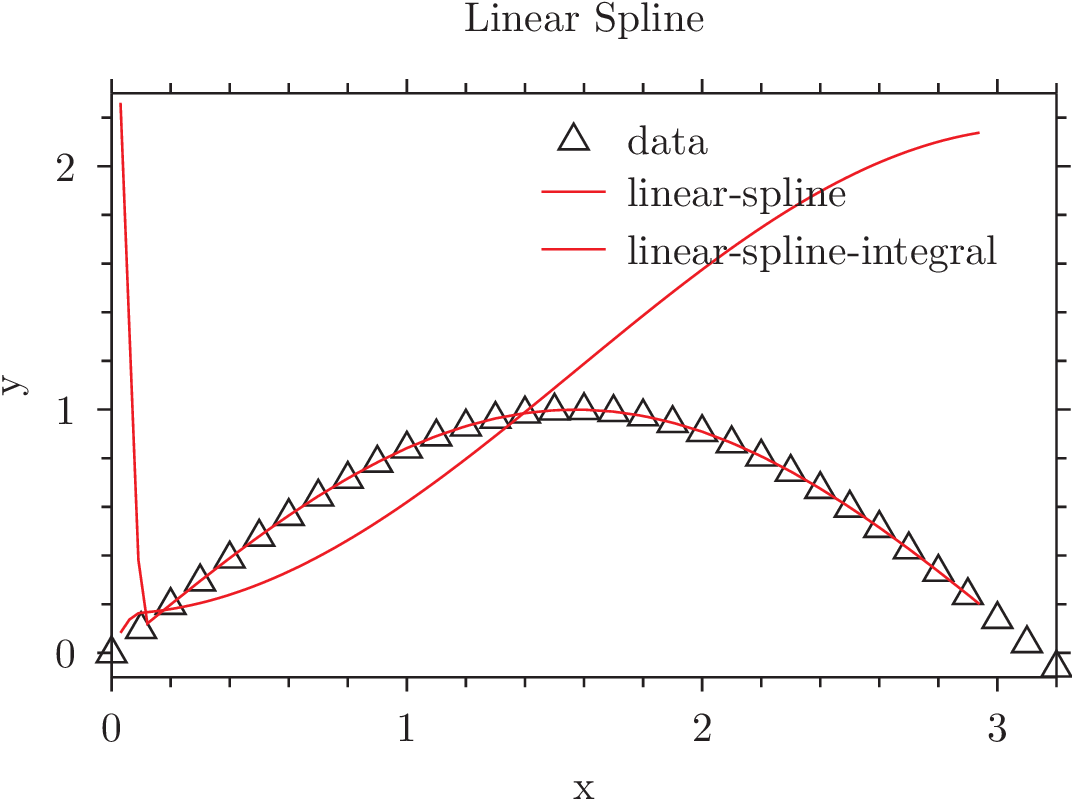 Linear Spline
data
linear-spline
linear-spline-integral
2
1
0
y
0 1 2 3
x